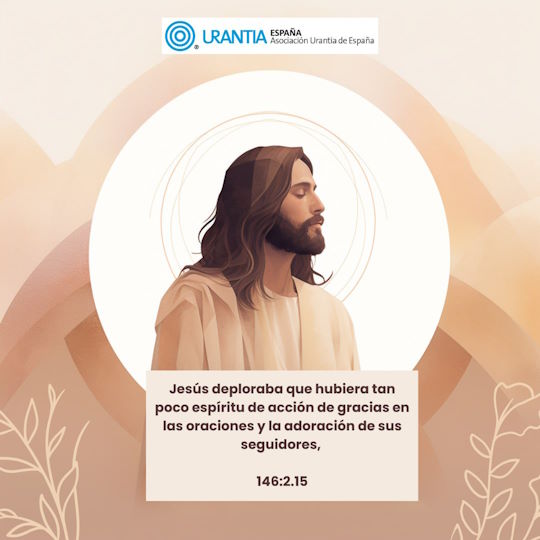 URANTIA ESPAÑA
® Asociación Urantia de España
Jesús deploraba que hubiera tan
poco espíritu de acción de gracias en
las oraciones y la adoración de sus
seguidores,
146:2.15